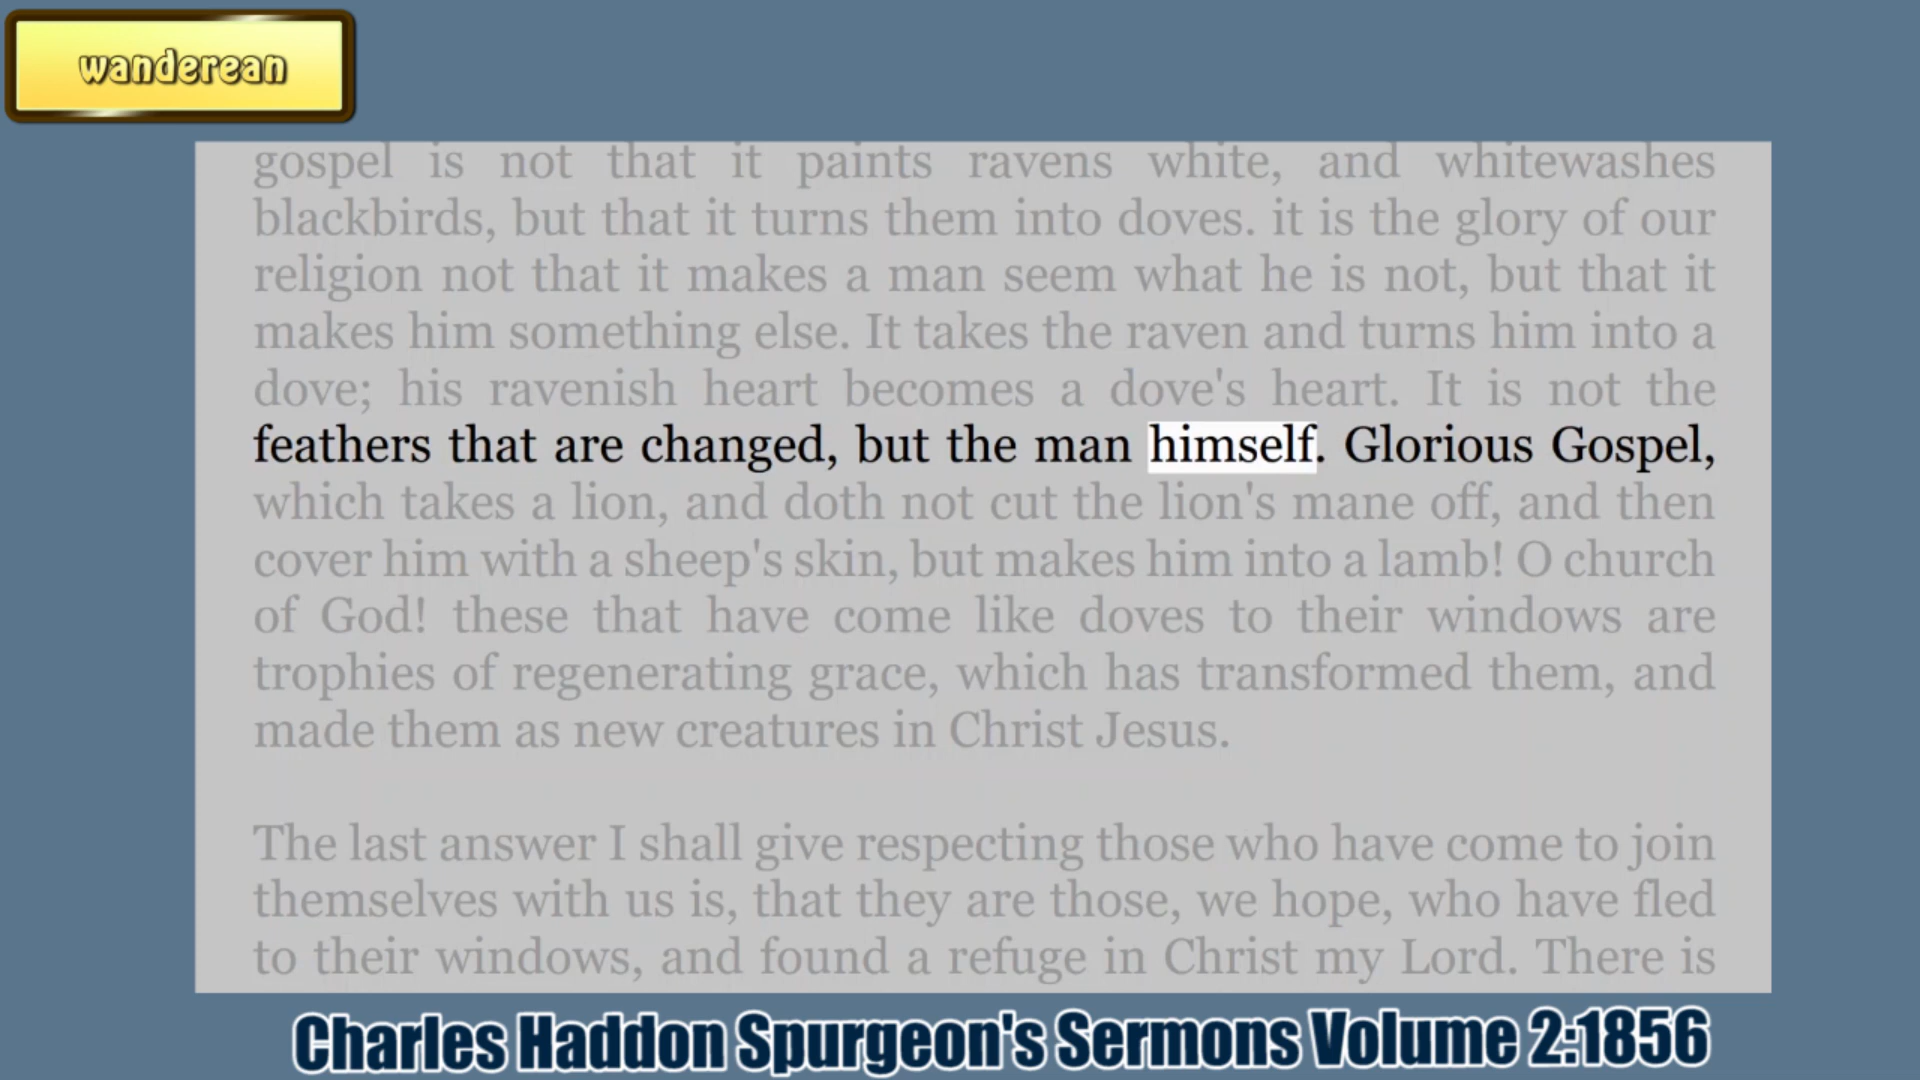 wanderean
gospel is not that it paints ravens white, and whitewashes
blackbirds, but that it turns them into doves. it is the glory of our
religion not that it makes a man seem what he is not, but that it
makes him something else. It takes the raven and turns him into a
dove; his ravenish heart becomes a dove's heart. It is not the
feathers that are changed, but the man himself. Glorious Gospel,
which takes a lion, and doth not cut the lion's mane off, and then
cover him with a sheep's skin, but makes him into a lamb! O church
of God! these that have come like doves to their windows are
trophies of regenerating grace, which has transformed them, and
made them as new creatures in Christ Jesus.
The last answer I shall give respecting those who have come to join
themselves with us is, that they are those, we hope, who have fled
to their windows, and found a refuge in Christ my Lord. There is
Charles Haddon Spurgeon's Sermons Volume 2:1856